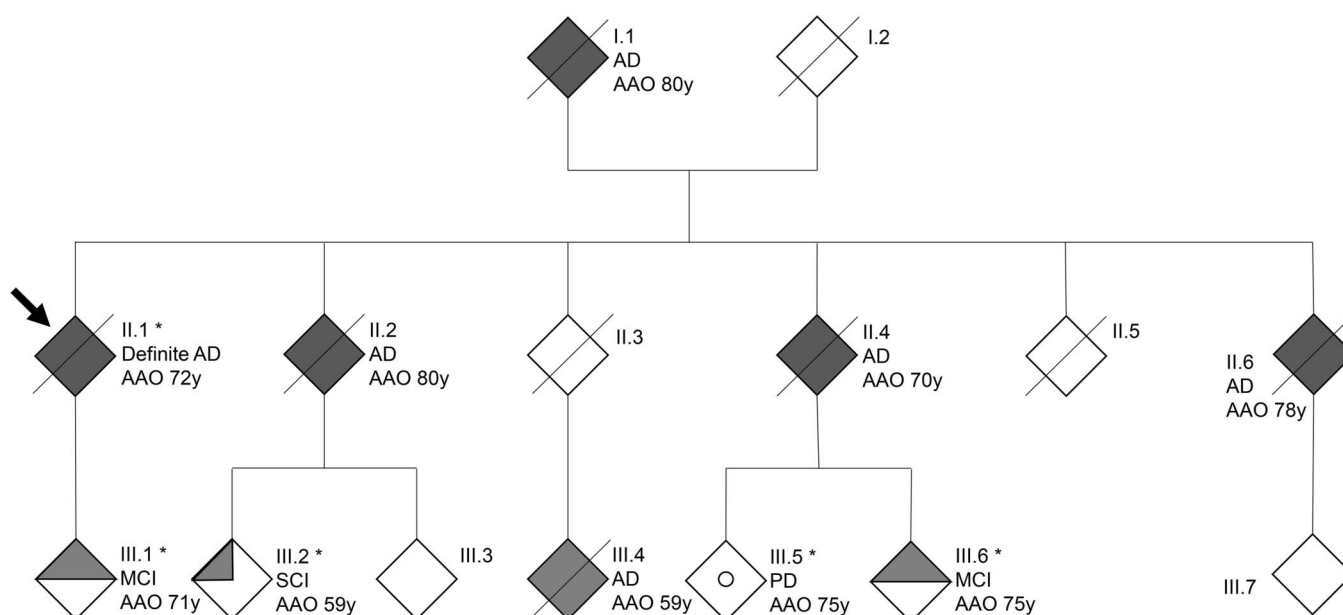 I.1
AD
AAO 80y
I.2
II.1 *
Definite AD
AAO 72y
II.2
AD
AAO 80y
II.3
II.4
AD
AAO 70y
II.5
II.6
AD
AAO 78y
III.1 *
MCI
AAO 71y
III.2 *
SCI
AAO 59y
III.3
III.4
AD
AAO 59y
III.5 *
PD
AAO 75y
III.6 *
MCI
AAO 75y
III.7